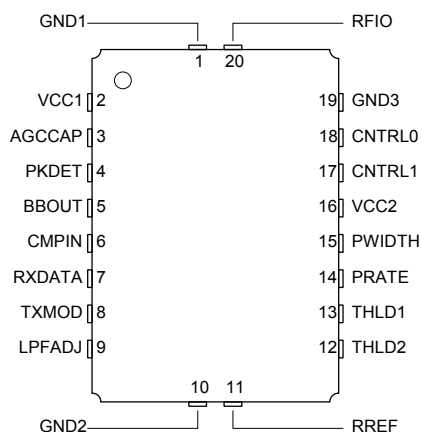 GND1 RFIO
1 20
VCC1 2 19 GND3
AGCCAP 3 18 CNTRL0
PKDET 4 17 CNTRL1
BBOUT 5 16 VCC2
CMPIN 6 15 PWIDTH
RXDATA 7 14 PRATE
TXMOD 8 13 THLD1
LPFADJ 9 12 THLD2
10 11
GND2 RREF